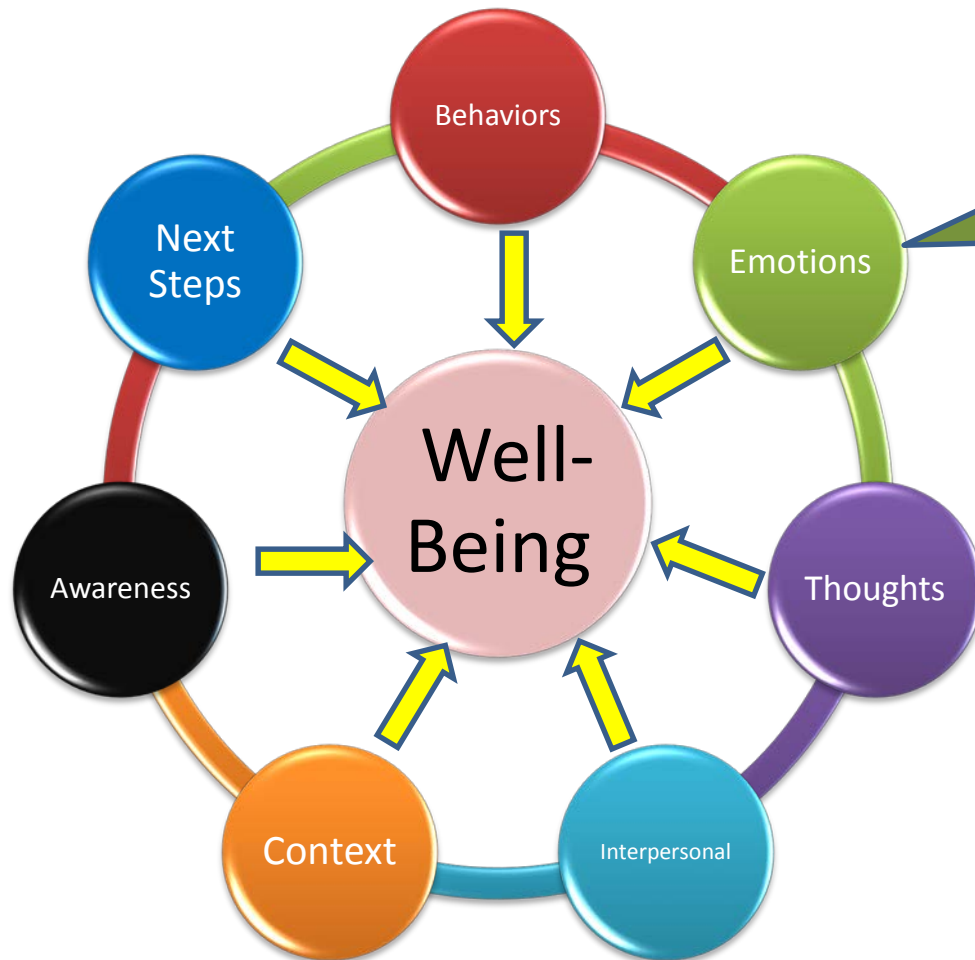 Behaviors
Emotions
Thoughts
Interpersonal
Context
Awareness
Next
Steps
Well-
Being